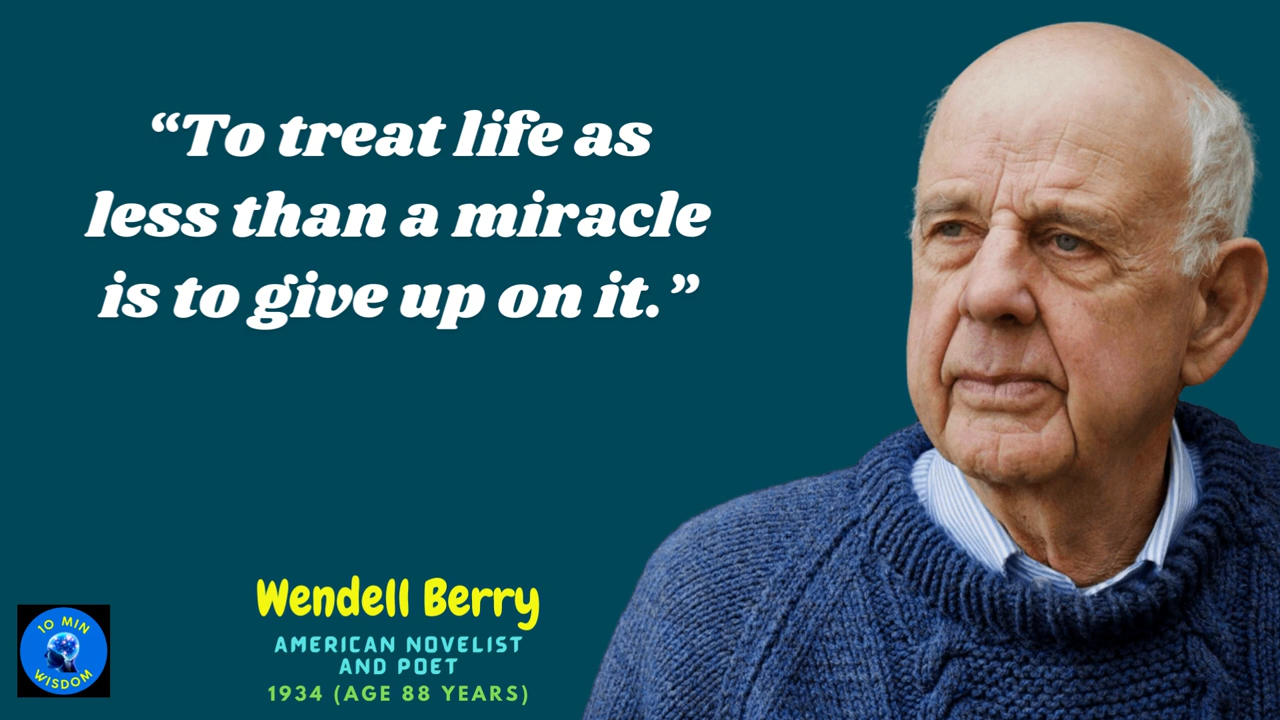 “To treat life as
less than a miracle
is to give up on it.”
Wendell Berry
AMERICAN NOVELIST
AND POET
1934 (AGE 88 YEARS)
10 MIN
WISDOM